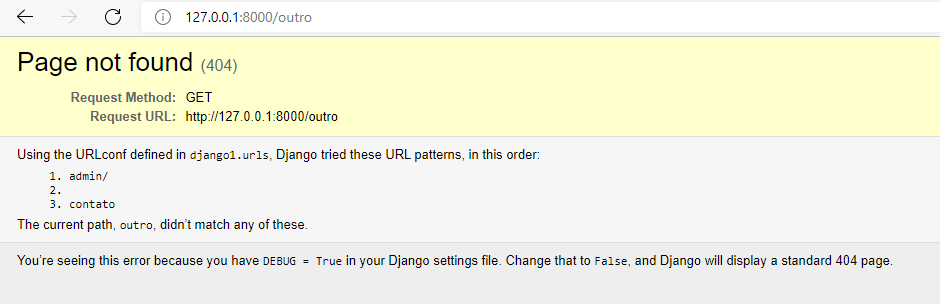 127.0.0.1:8000/outro
Page not found (404)
Request Method: GET
Request URL: http://127.0.0.1:8000/outro
Using the URLconf defined in django1.urls, Django tried these URL patterns, in this order:
1. admin/
2.
3. contato
The current path, outro, didn't match any of these.
You're seeing this error because you have DEBUG = True in your Django settings file. Change that to False, and Django will display a standard 404 page.